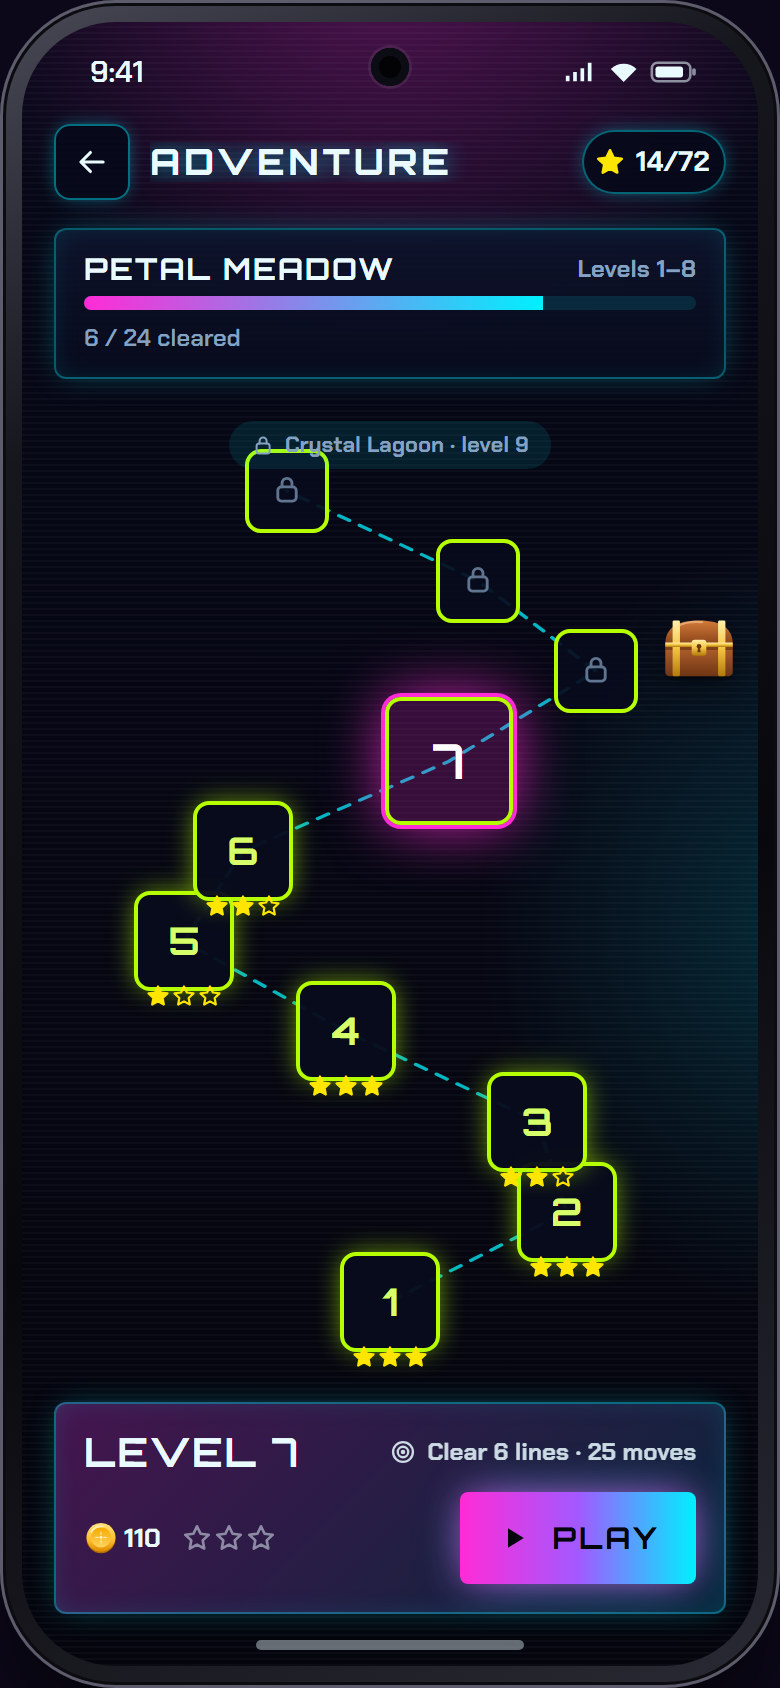 9:41
ADVENTURE
14/72
PETAL MEADOW
Levels 1–8
6 / 24 cleared
Crystal Lagoon · level 9
7
6
5
4
3
2
1
LEVEL 7
Clear 6 lines · 25 moves
110
PLAY